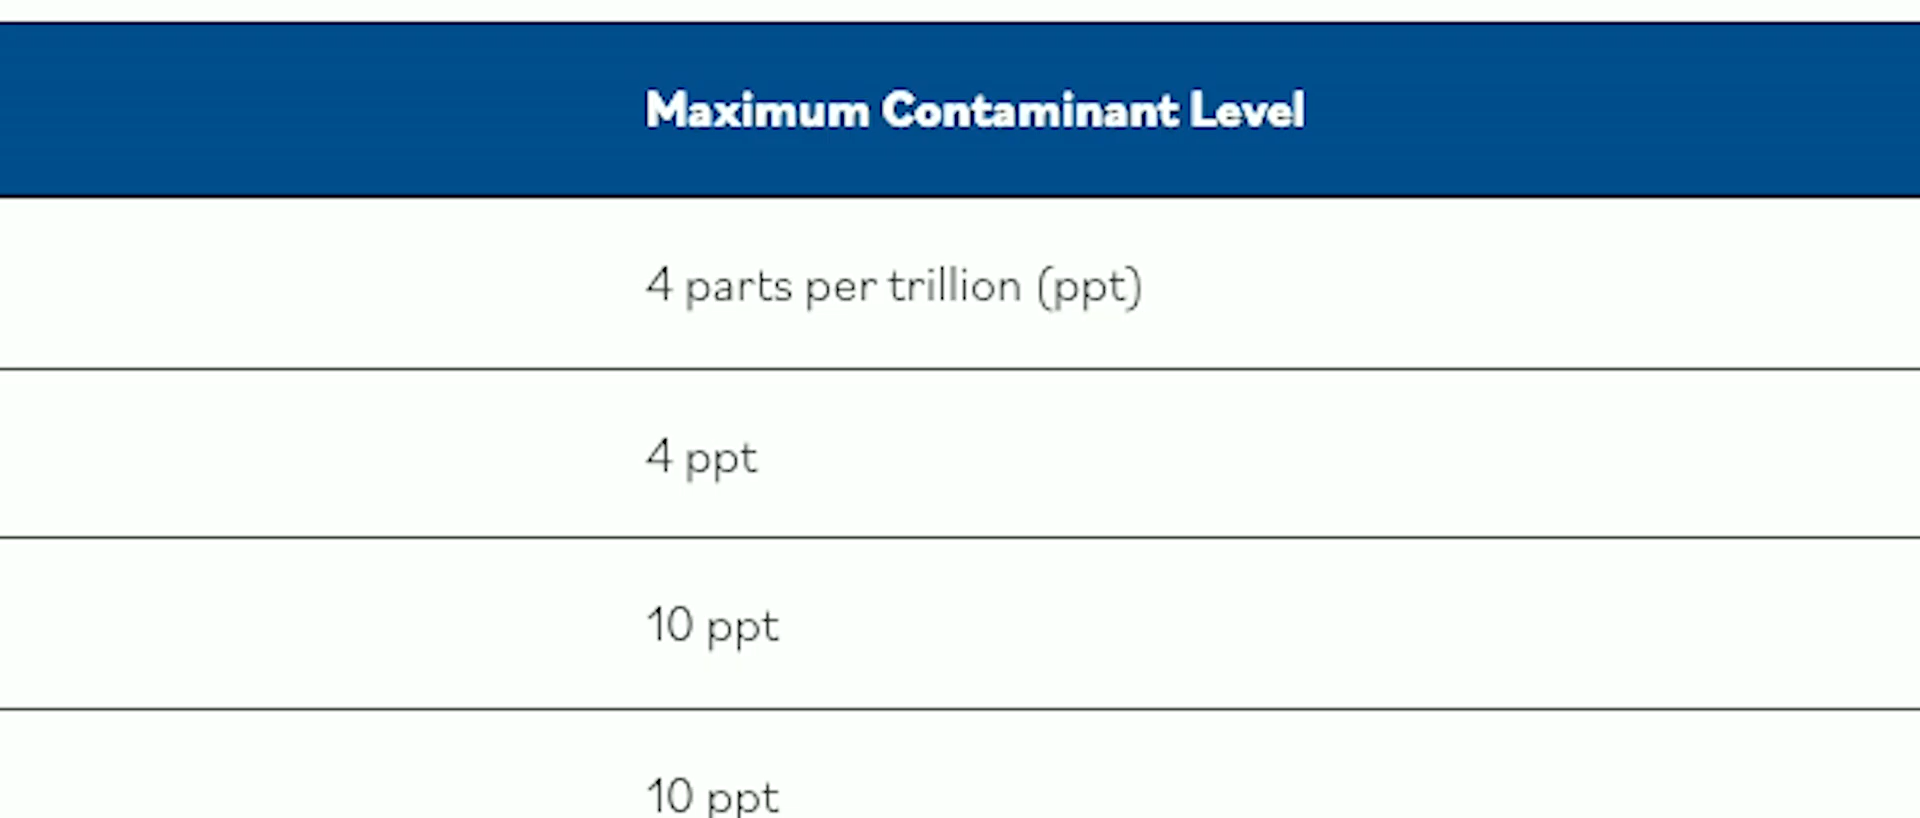 Maximum Contaminant Level
4 parts per trillion (ppt)
4 ppt
10 ppt
10 ppt